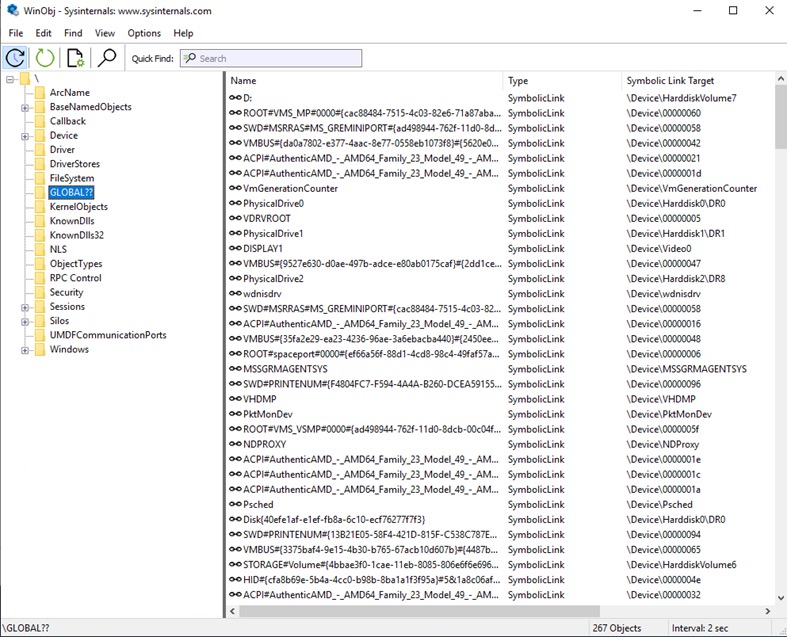 WinObj - Sysinternals: www.sysinternals.com
File Edit Find View Options Help
Quick Find: Search
\
ArcName
BaseNamedObjects
Callback
Device
Driver
DriverStores
FileSystem
GLOBAL??
KernelObjects
KnownDlls
KnownDlls32
NLS
ObjectTypes
RPC Control
Security
Sessions
Silos
UMDFCommunicationPorts
Windows
Name Type Symbolic Link Target
D: SymbolicLink \Device\HarddiskVolume7
ROOT#VMS_MP#0000#{cac88484-7515-4c03-82e6-71a87aba... SymbolicLink \Device\00000060
SWD#MSRRAS#MS_GREMINIPORT#{ad498944-762f-11d0-8d... SymbolicLink \Device\00000058
VMBUS#{da0a7802-e377-4aac-8e77-0558eb1073f8}#{5620e0... SymbolicLink \Device\00000042
ACPI#AuthenticAMD_-_AMD64_Family_23_Model_49_-_AM... SymbolicLink \Device\00000021
ACPI#AuthenticAMD_-_AMD64_Family_23_Model_49_-_AM... SymbolicLink \Device\0000001d
VmGenerationCounter SymbolicLink \Device\VmGenerationCounter
PhysicalDrive0 SymbolicLink \Device\Harddisk0\DR0
VDRVROOT SymbolicLink \Device\00000005
PhysicalDrive1 SymbolicLink \Device\Harddisk1\DR1
DISPLAY1 SymbolicLink \Device\Video0
VMBUS#{9527e630-d0ae-497b-adce-e80ab0175caf}#{2dd1ce... SymbolicLink \Device\00000047
PhysicalDrive2 SymbolicLink \Device\Harddisk2\DR8
wdnisdrv SymbolicLink \Device\wdnisdrv
SWD#MSRRAS#MS_GREMINIPORT#{cac88484-7515-4c03-82... SymbolicLink \Device\00000058
ACPI#AuthenticAMD_-_AMD64_Family_23_Model_49_-_AM... SymbolicLink \Device\00000016
VMBUS#{35fa2e29-ea23-4236-96ae-3a6ebacba440}#{2450ee... SymbolicLink \Device\00000048
ROOT#spaceport#0000#{ef66a56f-88d1-4cd8-98c4-49faf57a... SymbolicLink \Device\00000006
MSSGRMAGENTSYS SymbolicLink \Device\MSSGRMAGENTSYS
SWD#PRINTENUM#{F4804FC7-F594-4A4A-B260-DCEA59155... SymbolicLink \Device\00000096
VHDMP SymbolicLink \Device\VHDMP
PktMonDev SymbolicLink \Device\PktMonDev
ROOT#VMS_VSMP#0000#{ad498944-762f-11d0-8dcb-00c04f... SymbolicLink \Device\0000005f
NDPROXY SymbolicLink \Device\NDProxy
ACPI#AuthenticAMD_-_AMD64_Family_23_Model_49_-_AM... SymbolicLink \Device\0000001e
ACPI#AuthenticAMD_-_AMD64_Family_23_Model_49_-_AM... SymbolicLink \Device\0000001c
ACPI#AuthenticAMD_-_AMD64_Family_23_Model_49_-_AM... SymbolicLink \Device\0000001a
Psched SymbolicLink \Device\Psched
Disk{40efe1af-e1ef-fb8a-6c10-ecf76277f7f3} SymbolicLink \Device\Harddisk0\DR0
SWD#PRINTENUM#{13B21E05-58F4-421D-815F-C538C787E... SymbolicLink \Device\00000094
VMBUS#{3375baf4-9e15-4b30-b765-67acb10d607b}#{4487b... SymbolicLink \Device\00000065
STORAGE#Volume#{4bbae3f0-1cae-11eb-8085-806e6f6e696... SymbolicLink \Device\HarddiskVolume6
HID#{cfa8b69e-5b4a-4cc0-b98b-8ba1a1f3f95a}#5&1a8c06af... SymbolicLink \Device\0000004e
ACPI#AuthenticAMD_-_AMD64_Family_23_Model_49_-_AM... SymbolicLink \Device\00000032
\GLOBAL?? 267 Objects Interval: 2 sec